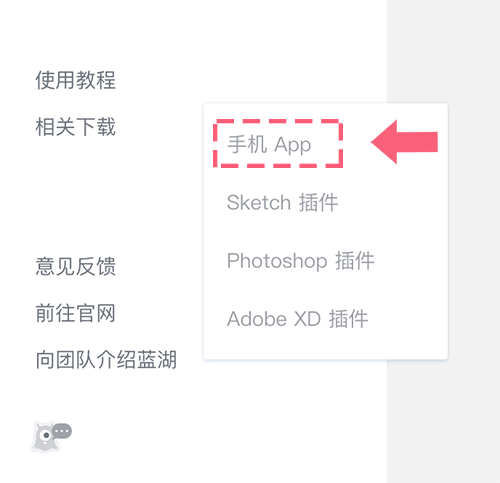 使用教程
相关下载
手机 App
Sketch 插件
Photoshop 插件
Adobe XD 插件
意见反馈
前往官网
向团队介绍蓝湖